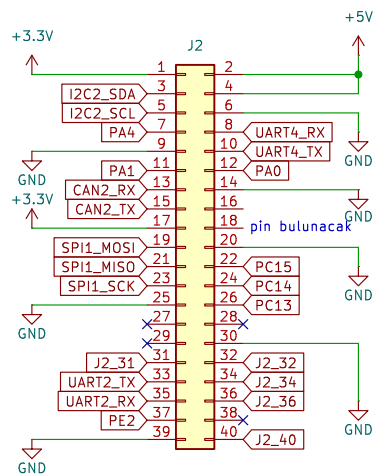 +5V
+3.3V
J2
1 2
I2C2_SDA 3 4
I2C2_SCL 5 6
PA4 7 8 UART4_RX
9 10 UART4_TX
GND GND
PA1 11 12 PA0
CAN2_RX 13 14
+3.3V CAN2_TX 15 16 GND
17 18 pin bulunacak
SPI1_MOSI 19 20
SPI1_MISO 21 22 PC15
SPI1_SCK 23 24 PC14
GND
25 26 PC13
GND
27 28
29 30
J2_31 31 32 J2_32
UART2_TX 33 34 J2_34
UART2_RX 35 36 J2_36
PE2 37 38
GND
39 40 J2_40
GND